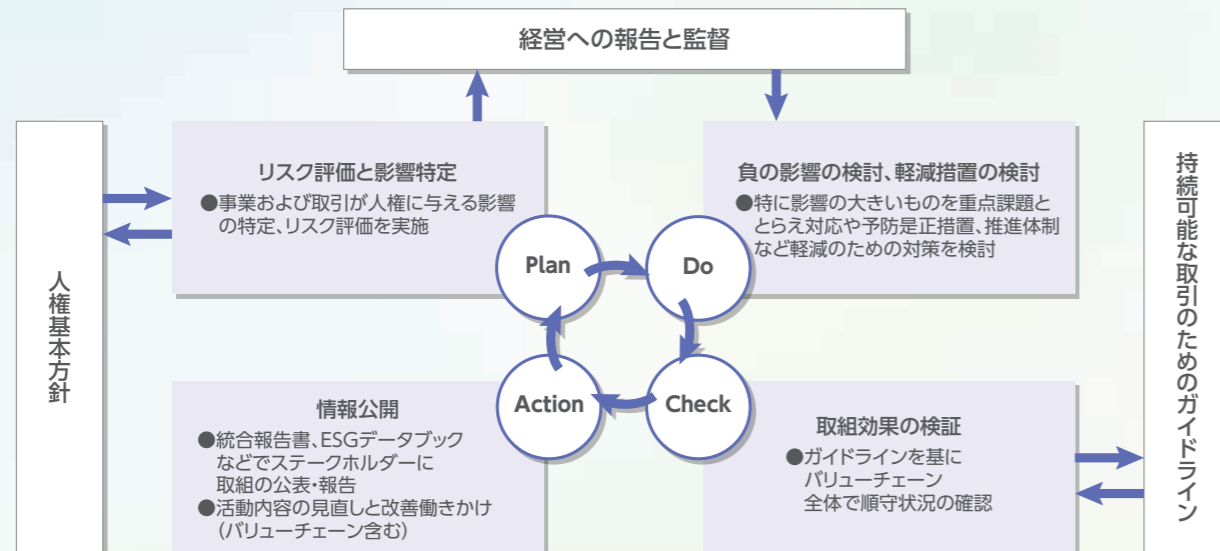 経営への報告と監督
人権基本方針
リスク評価と影響特定
●事業および取引が人権に与える影響
の特定、リスク評価を実施
負の影響の検討、軽減措置の検討
●特に影響の大きいものを重点課題と
とらえ対応や予防是正措置、推進体制
など軽減のための対策を検討
Plan
Do
Action
Check
情報公開
●統合報告書、ESGデータブック
などでステークホルダーに
取組の公表・報告
●活動内容の見直しと改善働きかけ
(バリューチェーン含む)
取組効果の検証
●ガイドラインを基に
バリューチェーン
全体で順守状況の確認
持続可能な取引のためのガイドライン